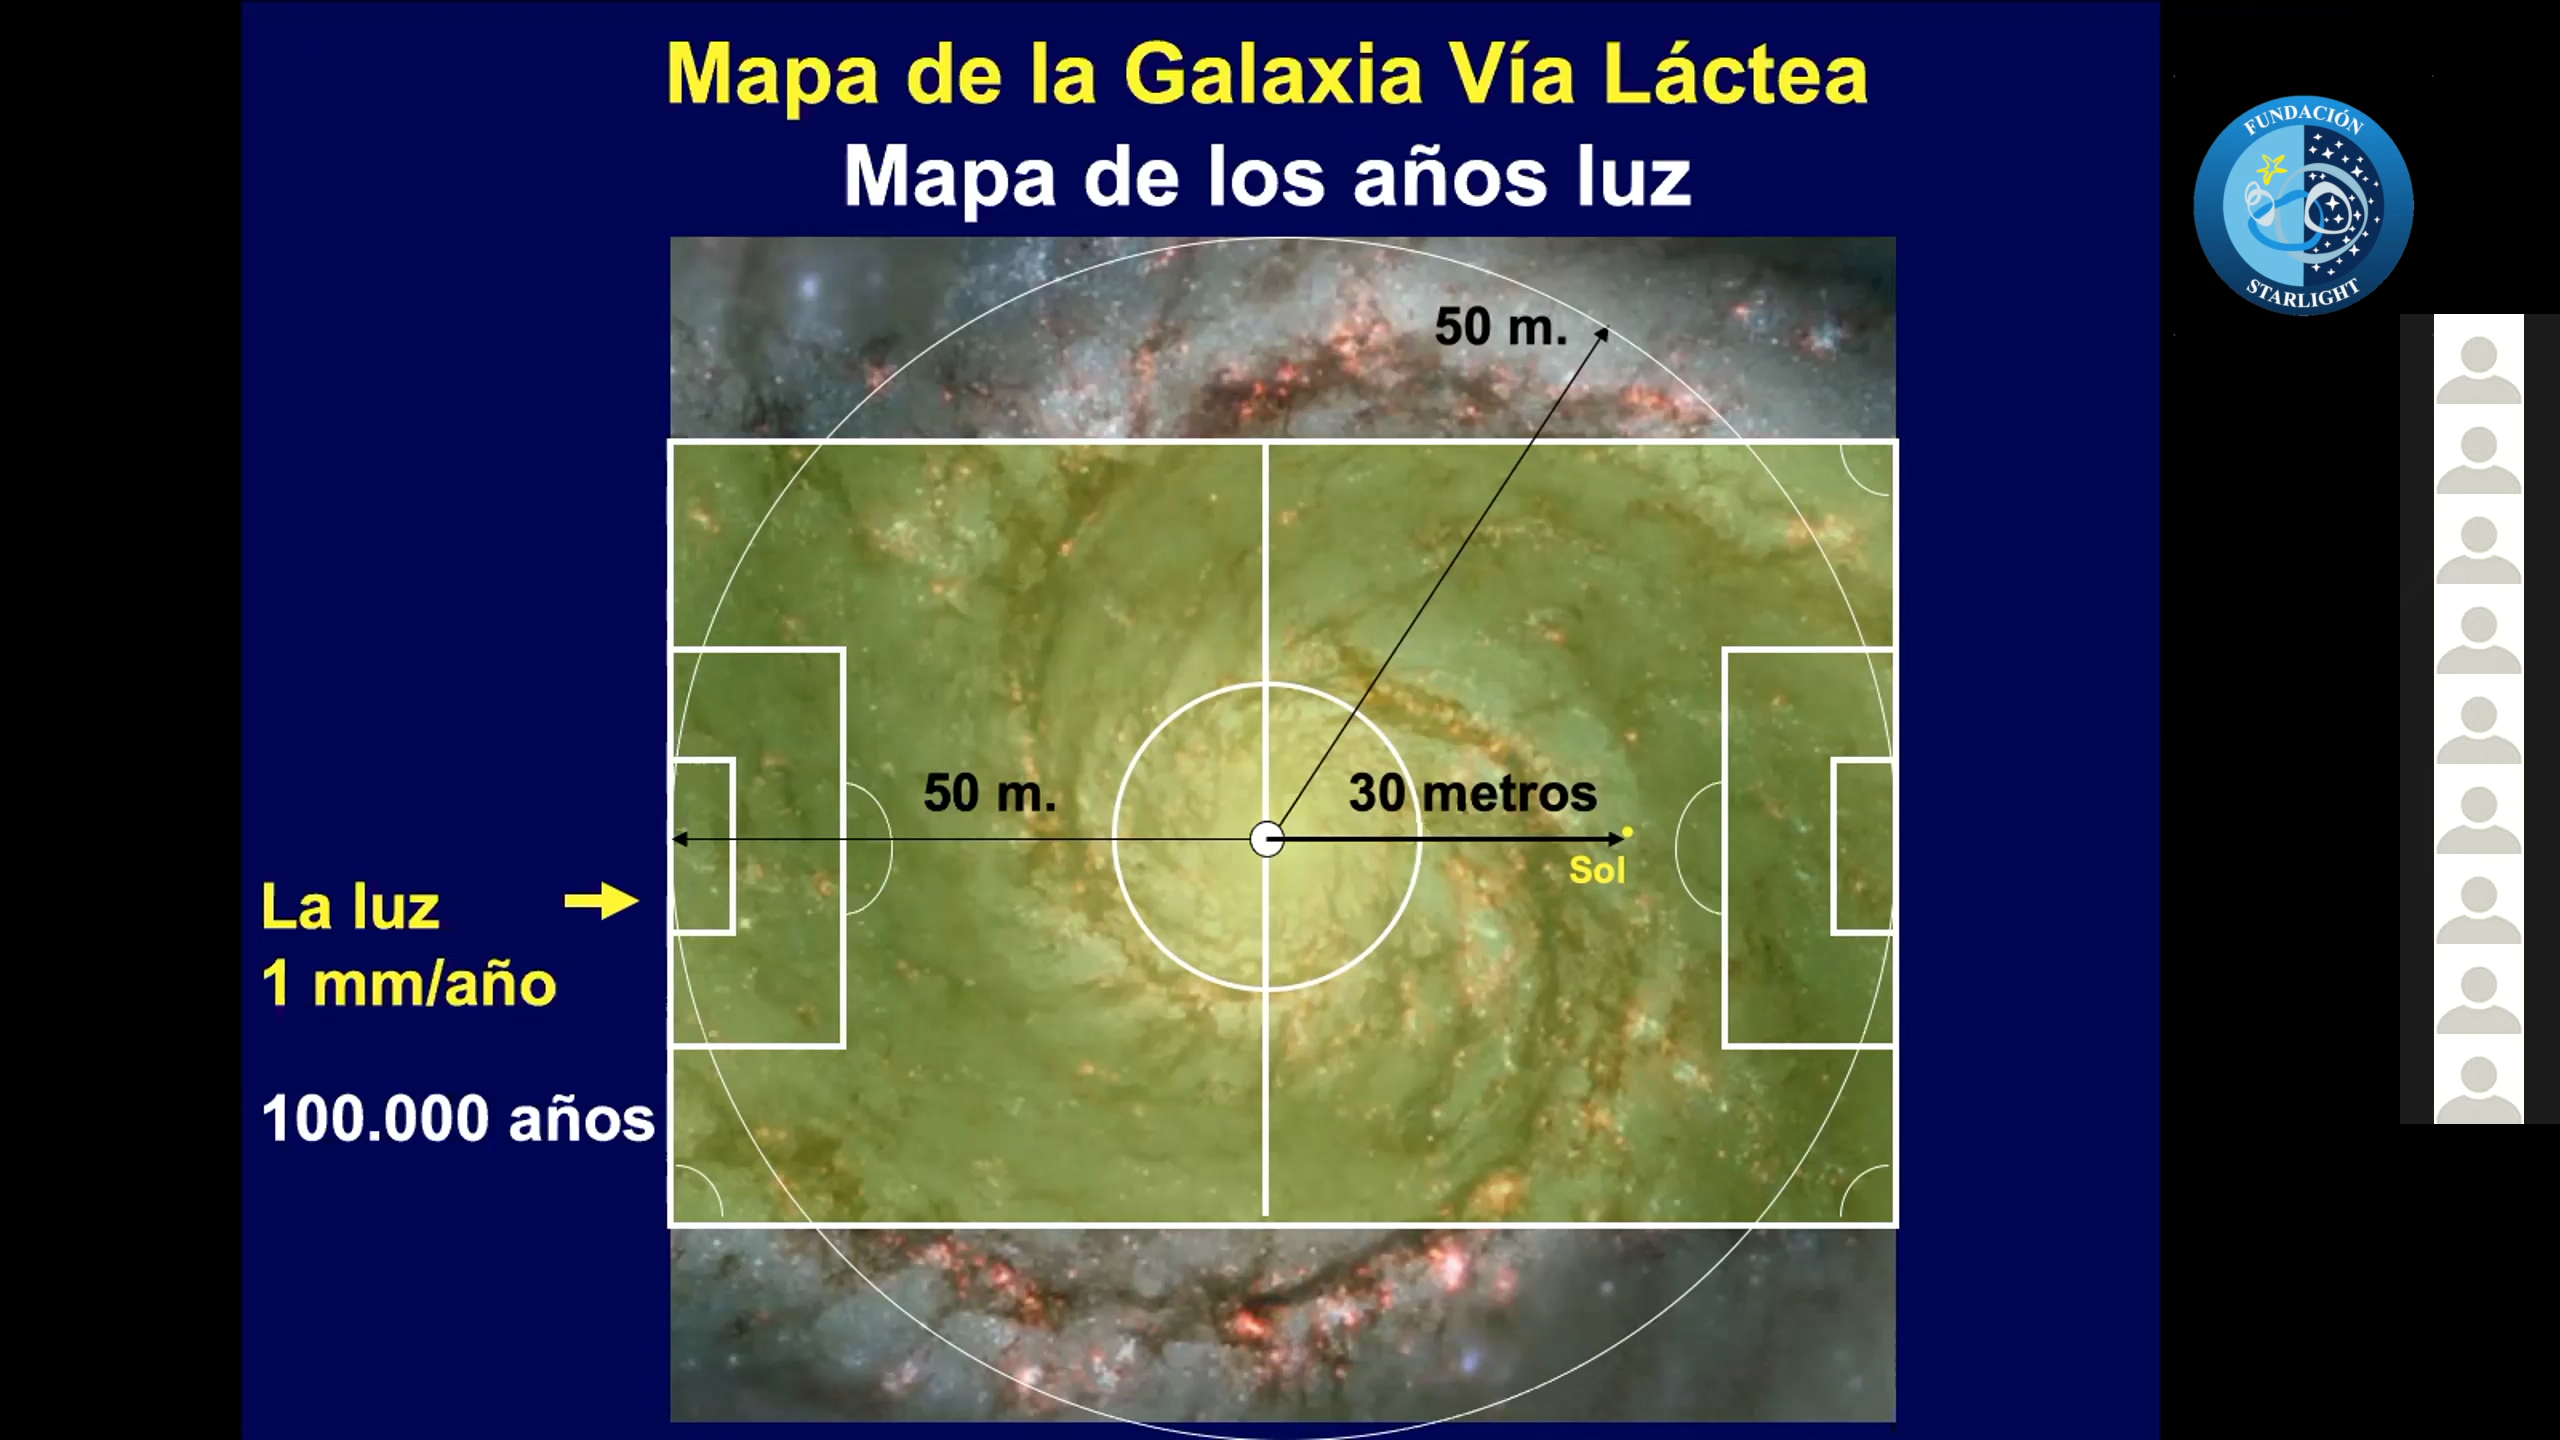 Mapa de la Galaxia Vía Láctea
Mapa de los años luz
FUNDACIÓN
STARLIGHT
50 m.
50 m.
30 metros
Sol
La luz
1 mm/año
100.000 años